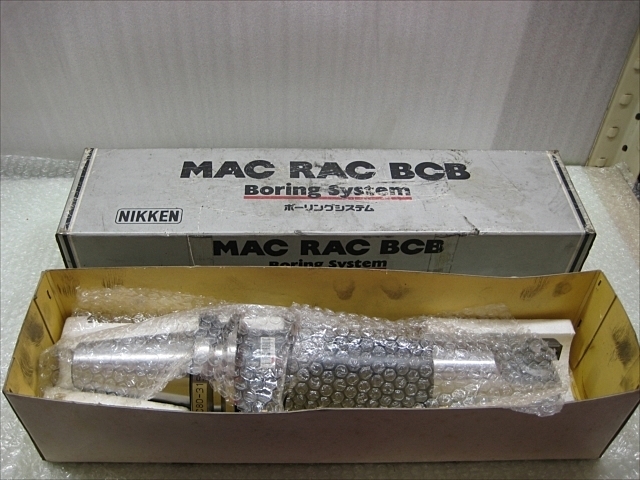 MAC RAC BCB
Boring System
ボーリングシステム
NIKKEN
MAC RAC BCB
Boring System